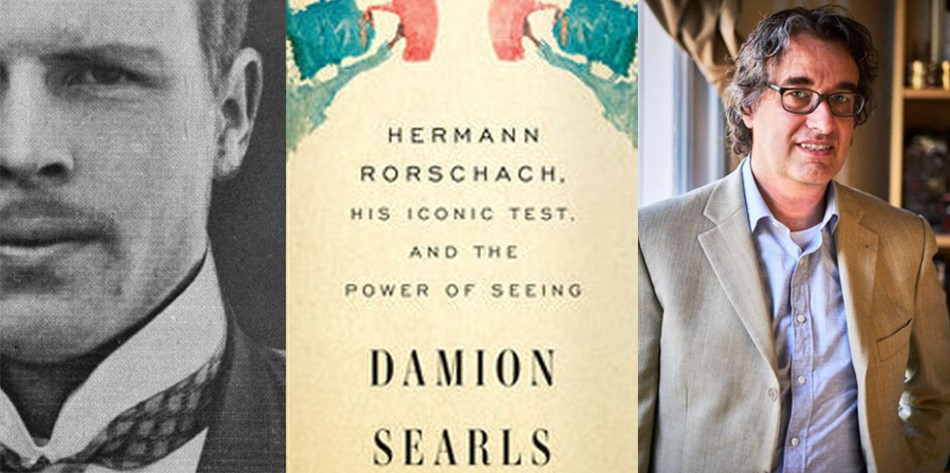 HERMANN
RORSCHACH,
HIS ICONIC TEST,
AND THE
POWER OF SEEING
DAMION
SEARLS